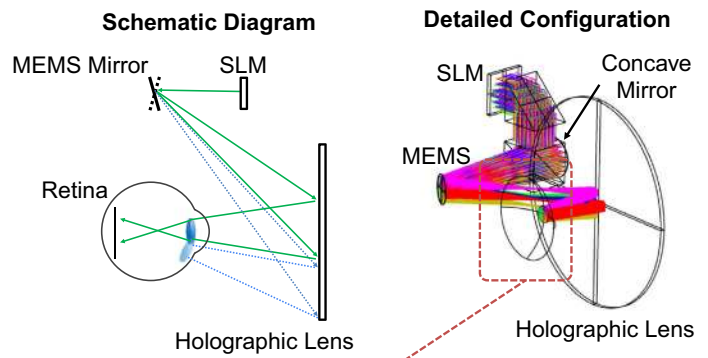 Schematic Diagram
MEMS Mirror
SLM
Retina
Holographic Lens
Detailed Configuration
SLM
Concave
Mirror
MEMS
Holographic Lens